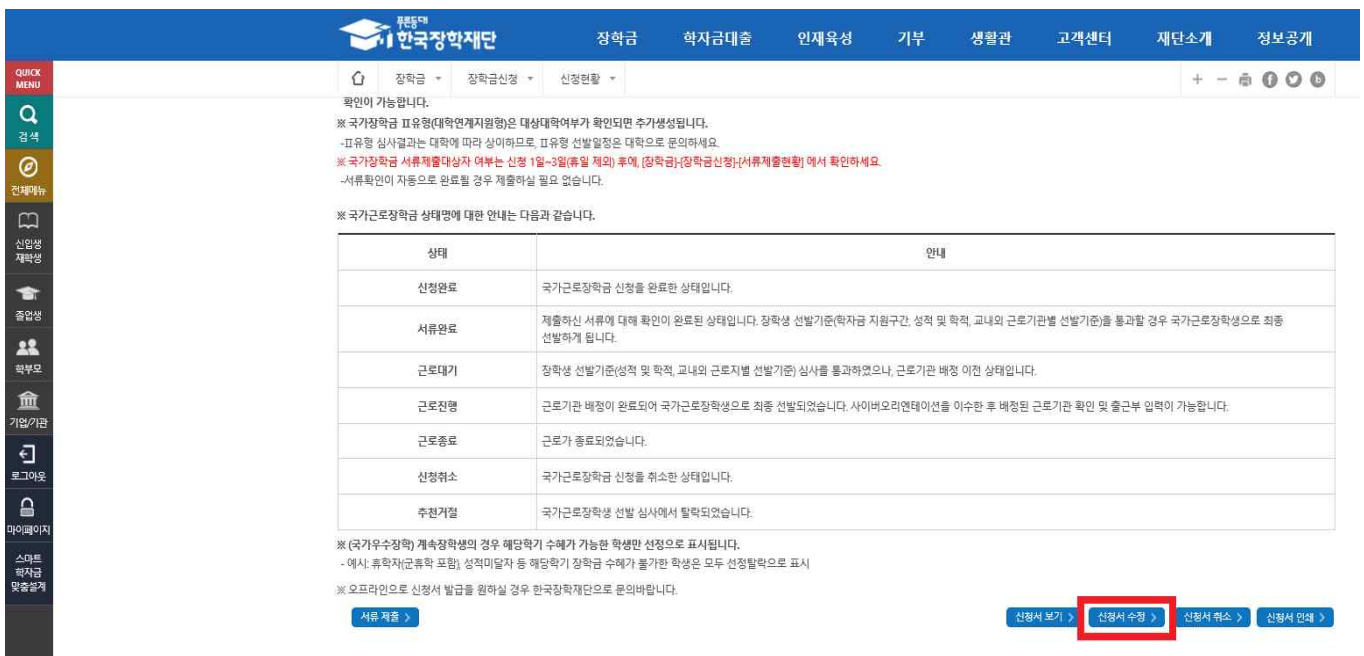 푸른등대
한국장학재단
장학금 학자금대출 인재육성 기부 생활관 고객센터 재단소개 정보공개
QUICK
MENU
장학금 장학금신청 신청현황
검색
전체메뉴
신입생
재학생
졸업생
학부모
기업/기관
로그아웃
마이페이지
스마트
학자금
맞춤설계
확인이 가능합니다.
※ 국가장학금 II유형(대학연계지원형)은 대상대학여부가 확인되면 추가생성됩니다.
-II유형 심사결과는 대학에 따라 상이하므로, II유형 선발일정은 대학으로 문의하세요.
※ 국가장학금 서류제출대상자 여부는 신청 1일~3일(휴일 제외) 후에, [장학금]-[장학금신청]-[서류제출현황] 에서 확인하세요.
-서류확인이 자동으로 완료될 경우 제출하실 필요 없습니다.
※ 국가근로장학금 상태명에 대한 안내는 다음과 같습니다.
상태 안내
신청완료 국가근로장학금 신청을 완료한 상태입니다.
서류완료 제출하신 서류에 대해 확인이 완료된 상태입니다. 장학생 선발기준(학자금 지원구간, 성적 및 학적, 교내외 근로기관별 선발기준)을 통과할 경우 국가근로장학생으로 최종
선발하게 됩니다.
근로대기 장학생 선발기준(성적 및 학적, 교내외 근로지별 선발기준) 심사를 통과하였으나, 근로기관 배정 이전 상태입니다.
근로진행 근로기관 배정이 완료되어 국가근로장학생으로 최종 선발되었습니다. 사이버오리엔테이션을 이수한 후 배정된 근로기관 확인 및 출근부 입력이 가능합니다.
근로종료 근로가 종료되었습니다.
신청취소 국가근로장학금 신청을 취소한 상태입니다.
추천거절 국가근로장학생 선발 심사에서 탈락되었습니다.
※ (국가우수장학) 계속장학생의 경우 해당학기 수혜가 가능한 학생만 선정으로 표시됩니다.
- 예시: 휴학자(군휴학 포함), 성적미달자 등 해당학기 장학금 수혜가 불가한 학생은 모두 선정탈락으로 표시
※ 오프라인으로 신청서 발급을 원하실 경우 한국장학재단으로 문의바랍니다.
서류 제출 > 신청서 보기 > 신청서 수정 > 신청서 취소 > 신청서 인쇄 >